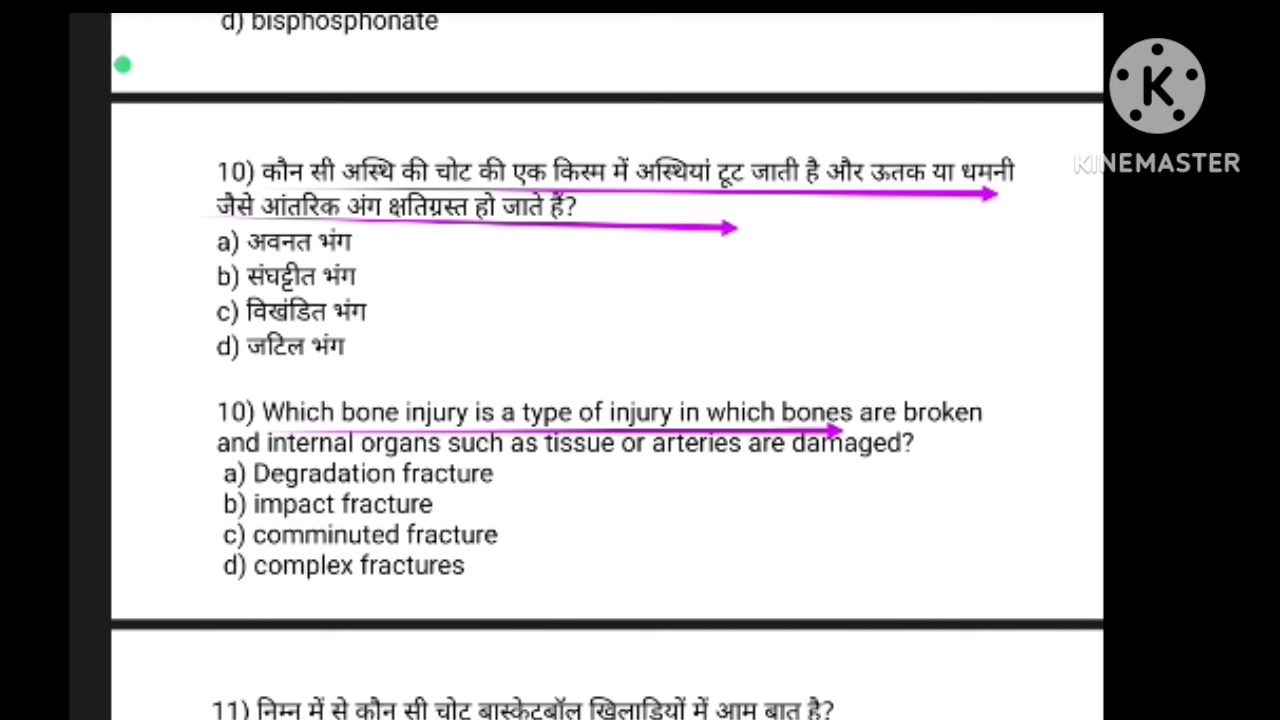 d) bisphosphonate
10) कौन सी अस्थि की चोट की एक किस्म में अस्थियां टूट जाती है और ऊतक या धमनी
जैसे आंतरिक अंग क्षतिग्रस्त हो जाते हैं?
a) अवनत भंग
b) संघट्टीत भंग
c) विखंडित भंग
d) जटिल भंग
10) Which bone injury is a type of injury in which bones are broken
and internal organs such as tissue or arteries are damaged?
a) Degradation fracture
b) impact fracture
c) comminuted fracture
d) complex fractures
11) निम्न में से कौन सी चोट बास्केटबॉल खिलाडियों में आम बात है?
K
KINEMASTER